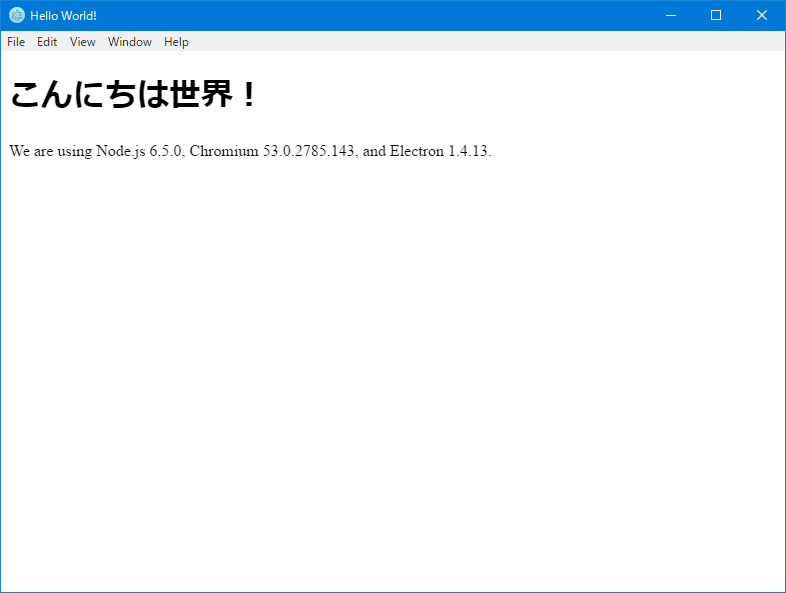 Hello World!
File Edit View Window Help
こんにちは世界！
We are using Node.js 6.5.0, Chromium 53.0.2785.143, and Electron 1.4.13.